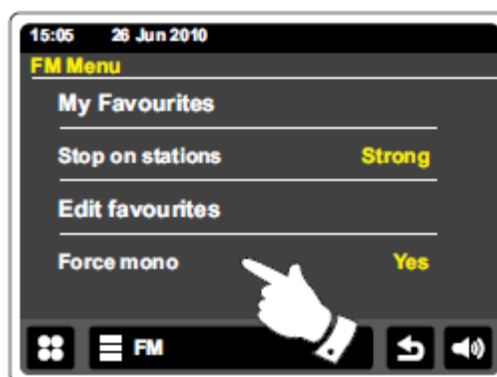 15:05 26 Jun 2010
FM Menu
My Favourites
Stop on stations Strong
Edit favourites
Force mono Yes
FM